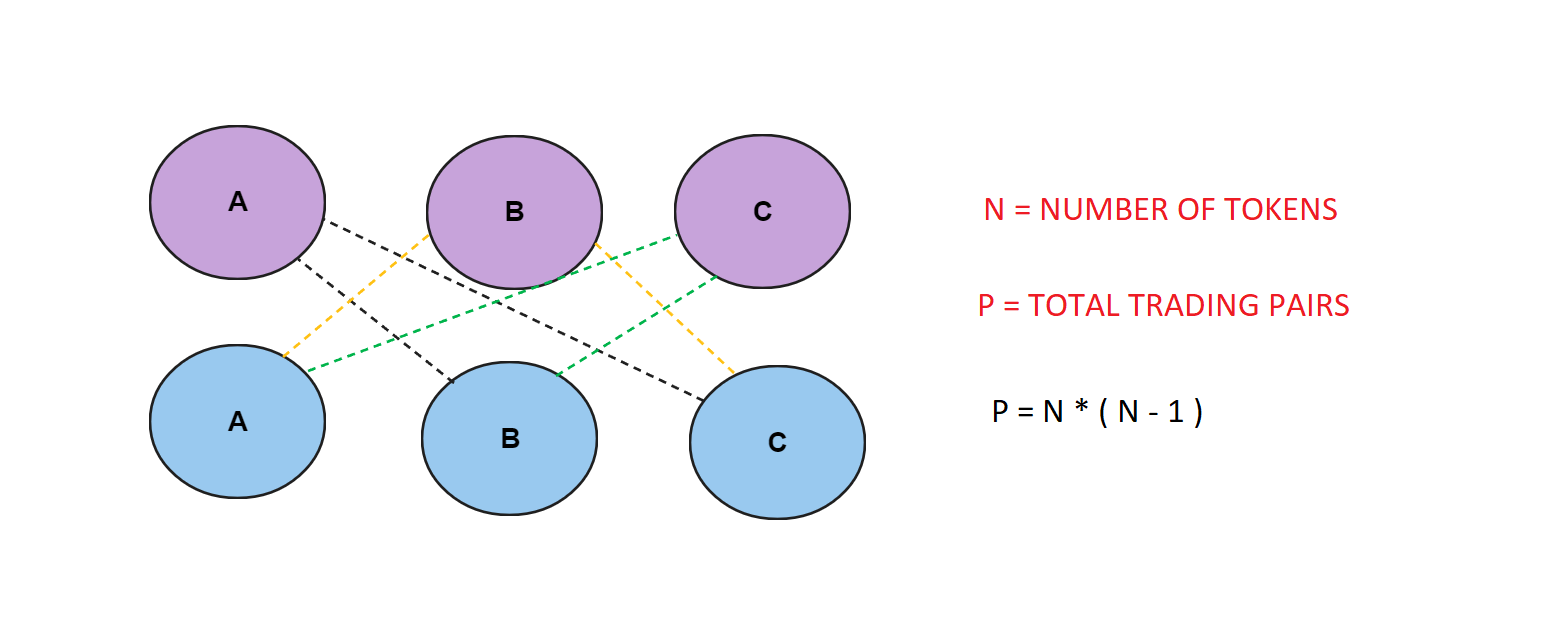 A
B
C
A
B
C
N = NUMBER OF TOKENS
P = TOTAL TRADING PAIRS
P = N * ( N - 1 )